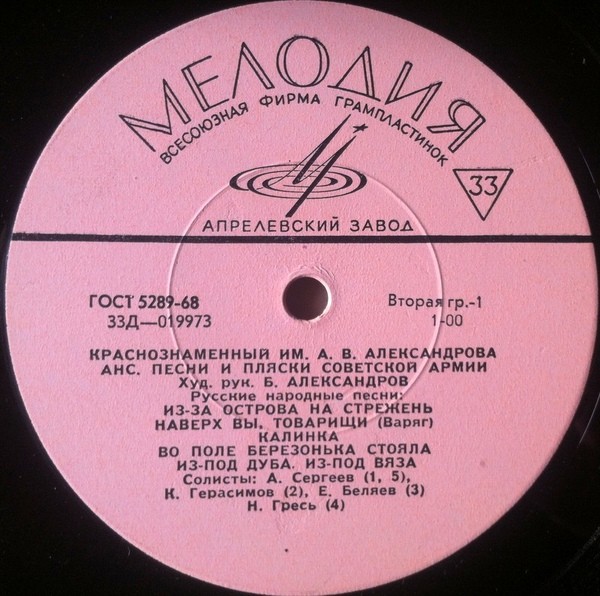 МЕЛОДИЯ
ВСЕСОЮЗНАЯ ФИРМА ГРАМПЛАСТИНОК
33
АПРЕЛЕВСКИЙ ЗАВОД
ГОСТ 5289-68 Вторая гр.-1
33Д—019973 1-00
КРАСНОЗНАМЕННЫЙ ИМ. А. В. АЛЕКСАНДРОВА
АНС. ПЕСНИ И ПЛЯСКИ СОВЕТСКОЙ АРМИИ
Худ. рук. Б. АЛЕКСАНДРОВ
Русские народные песни:
ИЗ-ЗА ОСТРОВА НА СТРЕЖЕНЬ
НАВЕРХ ВЫ, ТОВАРИЩИ (Варяг)
КАЛИНКА
ВО ПОЛЕ БЕРЕЗОНЬКА СТОЯЛА
ИЗ-ПОД ДУБА. ИЗ-ПОД ВЯЗА
Солисты: А. Сергеев (1, 5),
К. Герасимов (2), Е. Беляев (3)
Н. Гресь (4)